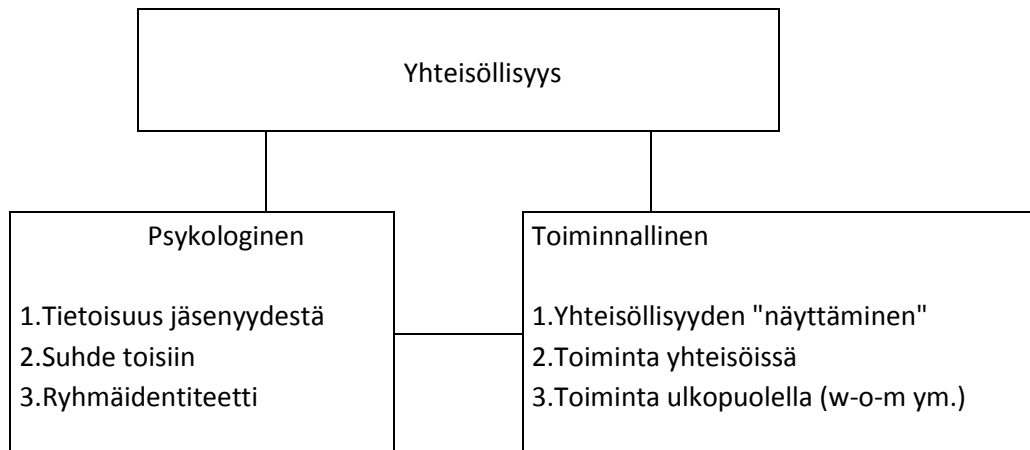 Yhteisöllisyys
Psykologinen
1.Tietoisuus jäsenyydestä
2.Suhde toisiin
3.Ryhmäidentiteetti
Toiminnallinen
1.Yhteisöllisyyden "näyttäminen"
2.Toiminta yhteisöissä
3.Toiminta ulkopuolella (w-o-m ym.)